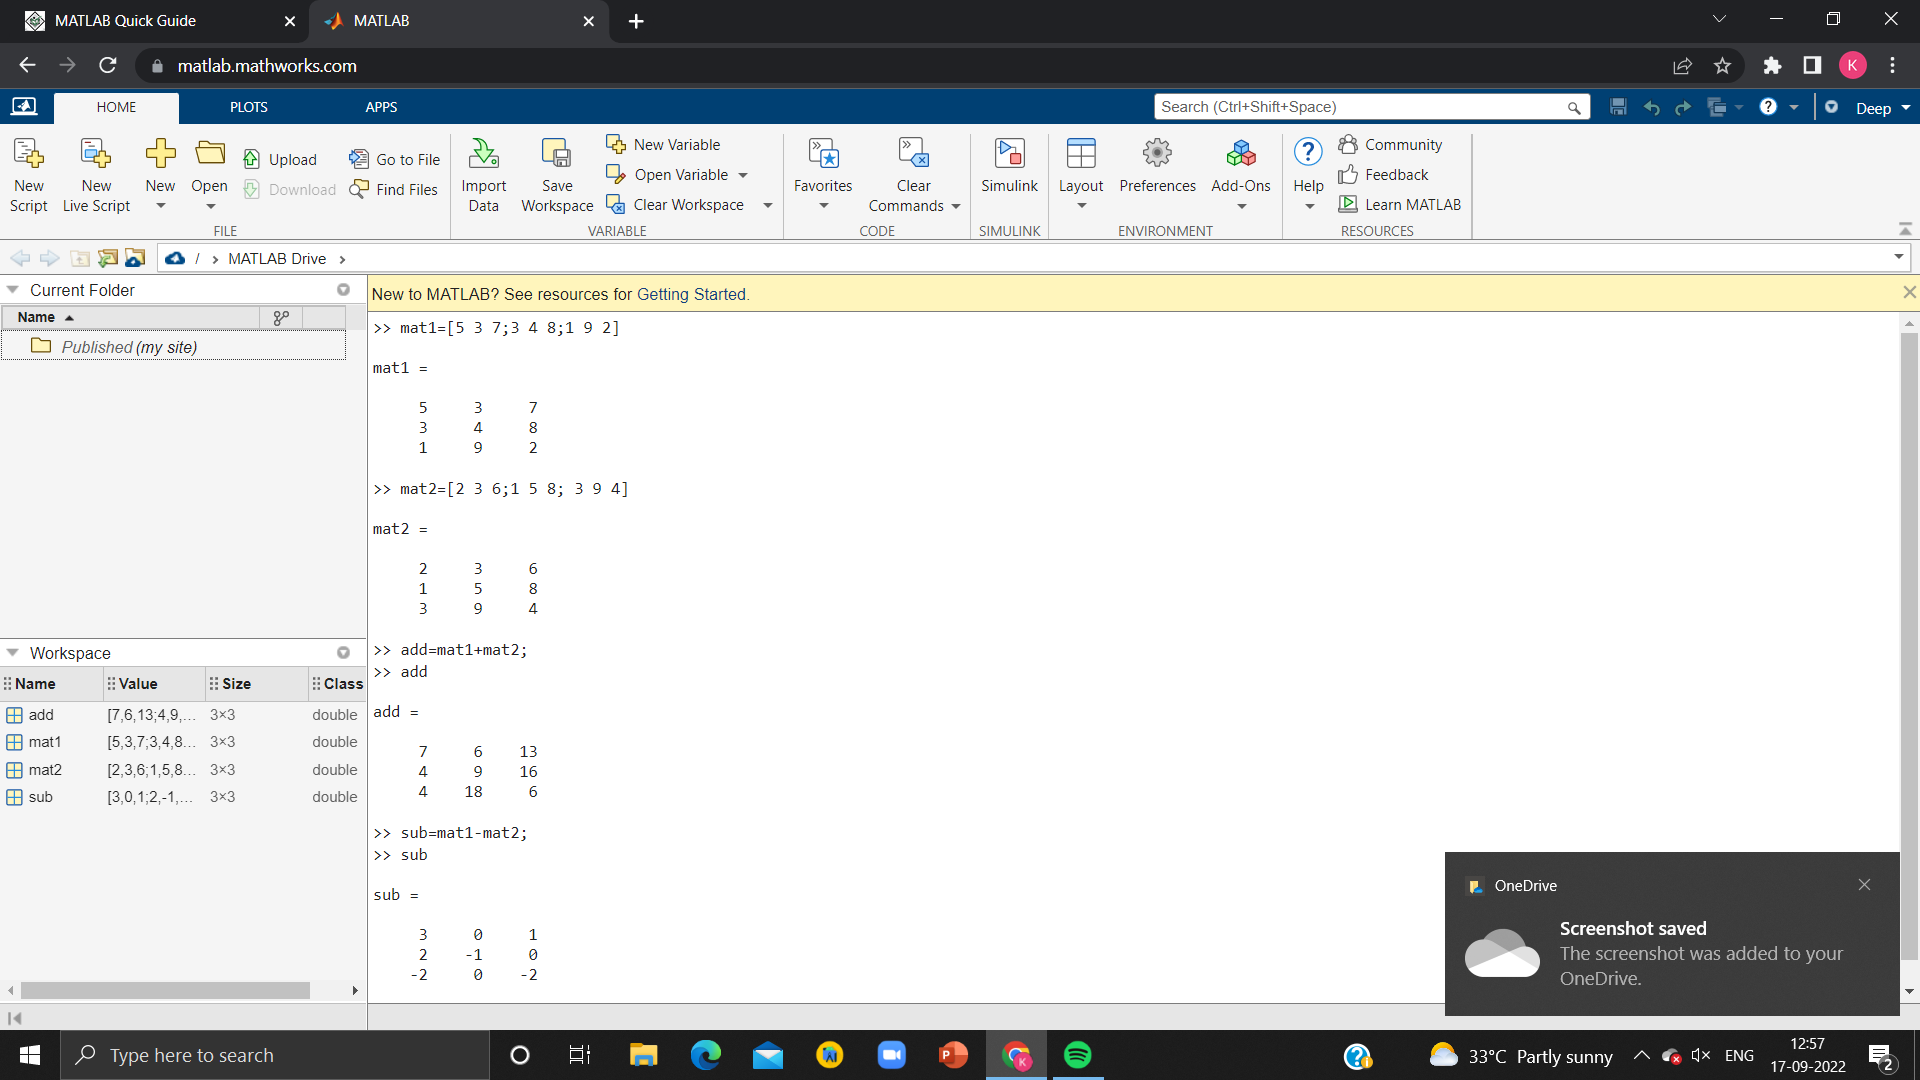 MATLAB Quick Guide
MATLAB
matlab.mathworks.com
K
HOME PLOTS APPS
Search (Ctrl+Shift+Space)
Deep
New Script
New Live Script
New
Open
Upload
Download
Go to File
Find Files
FILE
Import Data
Save Workspace
New Variable
Open Variable
Clear Workspace
VARIABLE
Favorites
Clear Commands
CODE
Simulink
SIMULINK
Layout
Preferences
Add-Ons
ENVIRONMENT
Help
Community
Feedback
Learn MATLAB
RESOURCES
/ > MATLAB Drive >
Current Folder
Name
Published (my site)
New to MATLAB? See resources for Getting Started.
>> mat1=[5 3 7;3 4 8;1 9 2]
mat1 =
5 3 7
3 4 8
1 9 2
>> mat2=[2 3 6;1 5 8; 3 9 4]
mat2 =
2 3 6
1 5 8
3 9 4
>> add=mat1+mat2;
>> add
add =
7 6 13
4 9 16
4 18 6
>> sub=mat1-mat2;
>> sub
sub =
3 0 1
2 -1 0
-2 0 -2
Workspace
Name Value Size Class
add [7,6,13;4,9,... 3×3 double
mat1 [5,3,7;3,4,8... 3×3 double
mat2 [2,3,6;1,5,8... 3×3 double
sub [3,0,1;2,-1,... 3×3 double
OneDrive
Screenshot saved
The screenshot was added to your
OneDrive.
Type here to search
33°C Partly sunny
ENG
12:57
17-09-2022
2